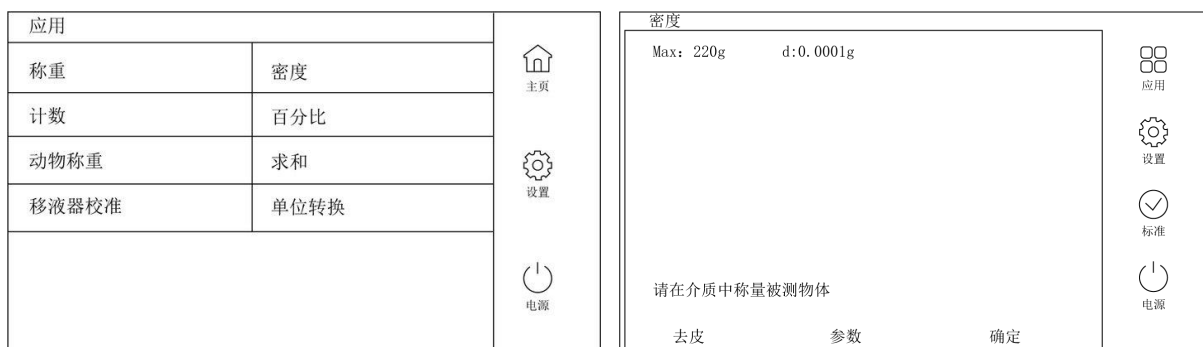 应用
称重 密度
计数 百分比
动物称重 求和
移液器校准 单位转换
主页
设置
电源
密度
Max: 220g d:0.0001g
请在介质中称量被测物体
去皮 参数 确定
应用
设置
标准
电源